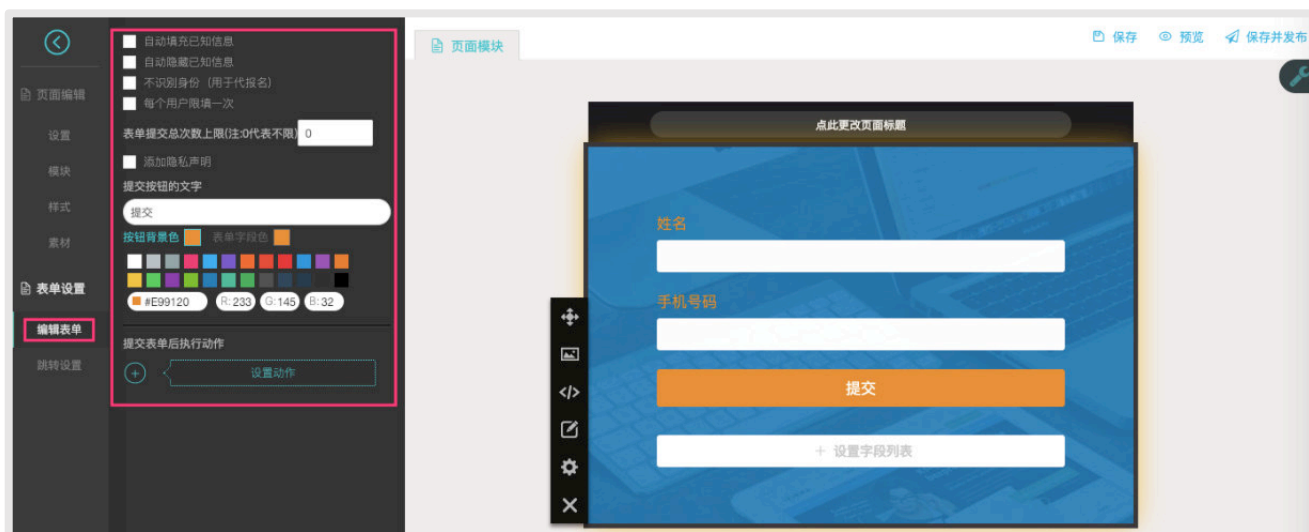 页面编辑
设置
模块
样式
素材
表单设置
编辑表单
跳转设置
自动填充已知信息
自动隐藏已知信息
不识别身份（用于代报名）
每个用户限填一次
表单提交总次数上限(注:0代表不限) 0
添加隐私声明
提交按钮的文字
提交
按钮背景色 表单字段色
#E99120 R: 233 G: 145 B: 32
提交表单后执行动作
设置动作
页面模块
保存 预览 保存并发布
点此更改页面标题
姓名
手机号码
提交
+ 设置字段列表